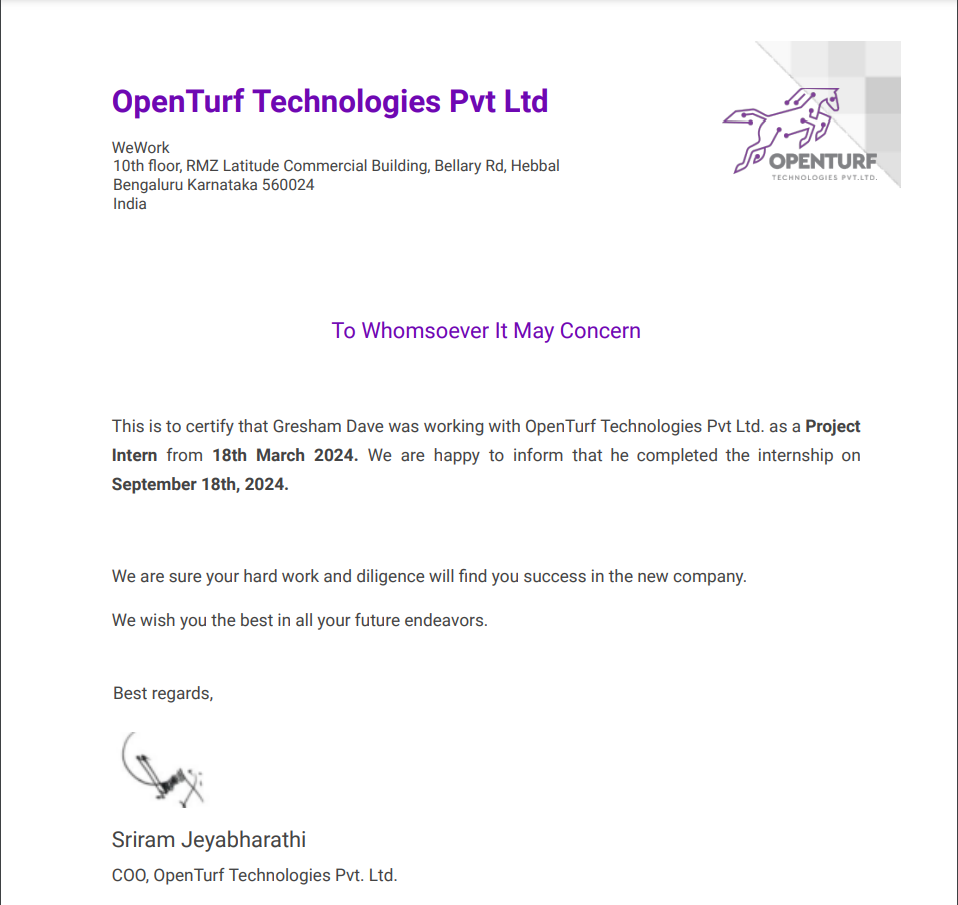 OpenTurf Technologies Pvt Ltd
WeWork
10th floor, RMZ Latitude Commercial Building, Bellary Rd, Hebbal
Bengaluru Karnataka 560024
India
OPENTURF
TECHNOLOGIES PVT.LTD.
To Whomsoever It May Concern
This is to certify that Gresham Dave was working with OpenTurf Technologies Pvt Ltd. as a Project
Intern from 18th March 2024. We are happy to inform that he completed the internship on
September 18th, 2024.
We are sure your hard work and diligence will find you success in the new company.
We wish you the best in all your future endeavors.
Best regards,
Sriram Jeyabharathi
COO, OpenTurf Technologies Pvt. Ltd.